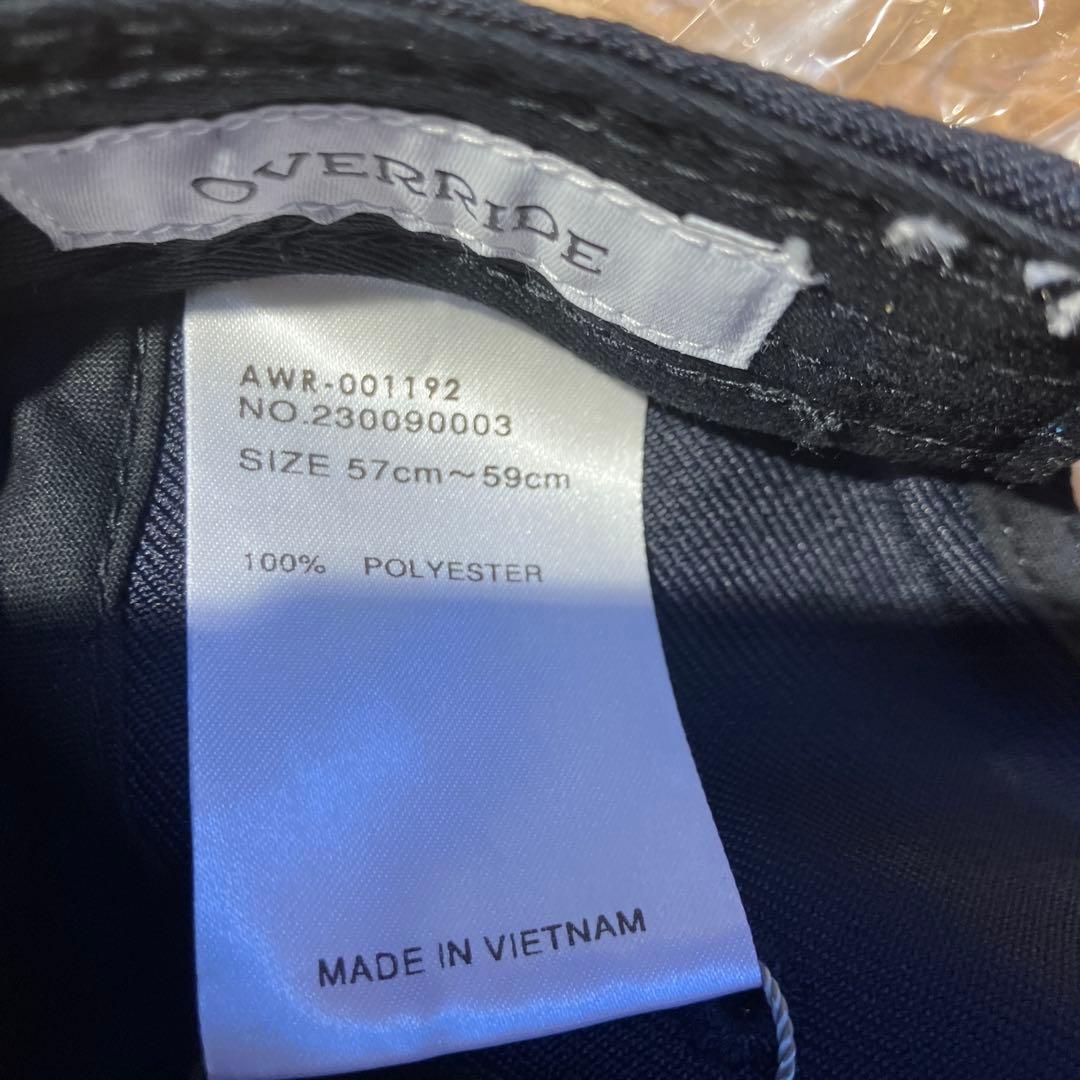 OVERRIDE
AWR-001192
NO.230090003
SIZE 57cm～59cm
100% POLYESTER
MADE IN VIETNAM